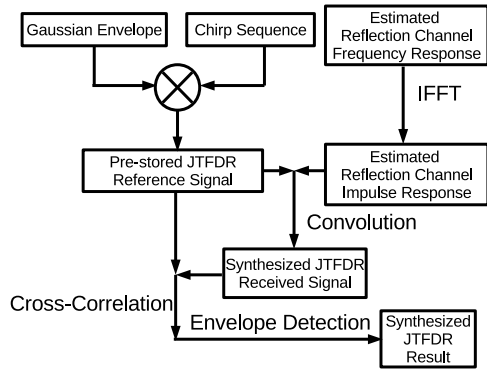 Gaussian Envelope
Chirp Sequence
Estimated
Reflection Channel
Frequency Response
IFFT
Pre-stored JTFDR
Reference Signal
Estimated
Reflection Channel
Impulse Response
Convolution
Synthesized JTFDR
Received Signal
Cross-Correlation
Envelope Detection
Synthesized
JTFDR
Result